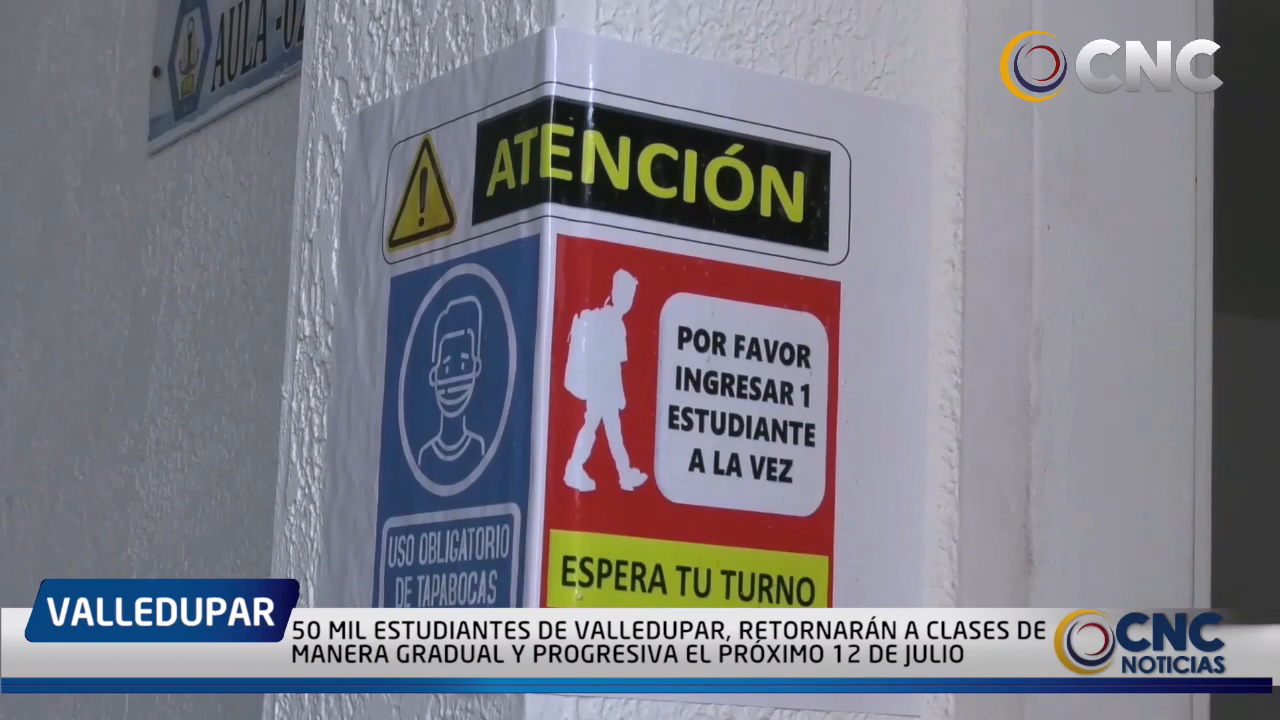 AULA -02
CNC
ATENCIÓN
POR FAVOR
INGRESAR 1
ESTUDIANTE
A LA VEZ
USO OBLIGATORIO
DE TAPABOCAS
ESPERA TU TURNO
VALLEDUPAR
50 MIL ESTUDIANTES DE VALLEDUPAR, RETORNARÁN A CLASES DE
MANERA GRADUAL Y PROGRESIVA EL PRÓXIMO 12 DE JULIO
CNC
NOTICIAS